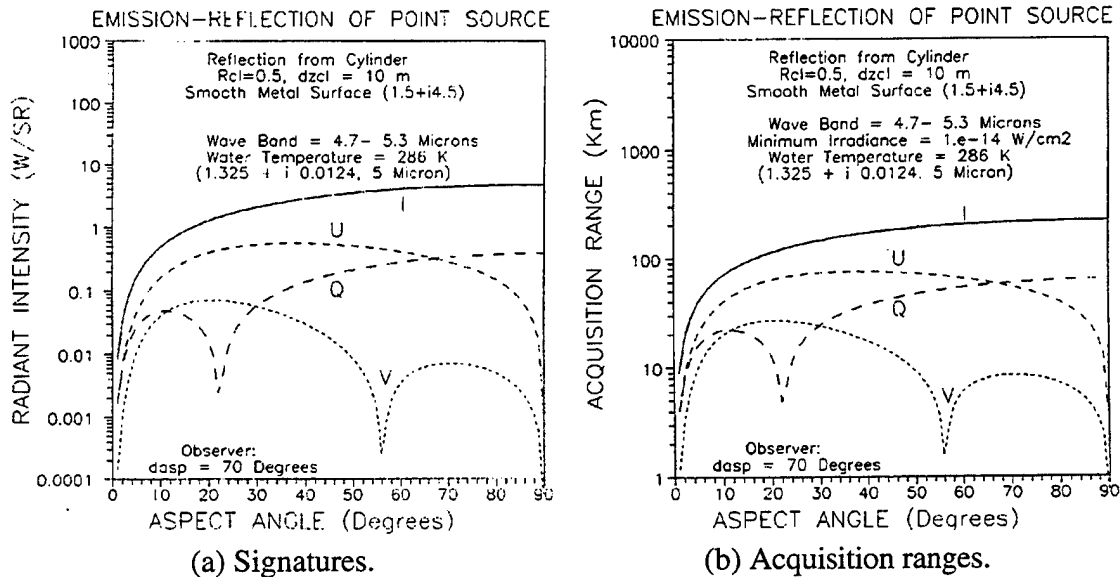 EMISSION-REFLECTION OF POINT SOURCE
1000
100
10
1
0.1
0.01
0.001
0.0001
RADIANT INTENSITY (W/SR)
Reflection from Cylinder
Rcl=0.5, dzcl = 10 m
Smooth Metal Surface (1.5+i4.5)
Wave Band = 4.7- 5.3 Microns
Water Temperature = 286 K
(1.325 + i 0.0124, 5 Micron)
I
U
Q
V
Observer:
dasp = 70 Degrees
0 10 20 30 40 50 60 70 80 90
ASPECT ANGLE (Degrees)
(a) Signatures.
EMISSION-REFLECTION OF POINT SOURCE
10000
1000
100
10
1
ACQUISITION RANGE (Km)
Reflection from Cylinder
Rcl=0.5, dzcl = 10 m
Smooth Metal Surface (1.5+i4.5)
Wave Band = 4.7- 5.3 Microns
Minimum Irradiance = 1.e-14 W/cm2
Water Temperature = 286 K
(1.325 + i 0.0124, 5 Micron)
I
U
Q
V
Observer:
dasp = 70 Degrees
0 10 20 30 40 50 60 70 80 90
ASPECT ANGLE (Degrees)
(b) Acquisition ranges.